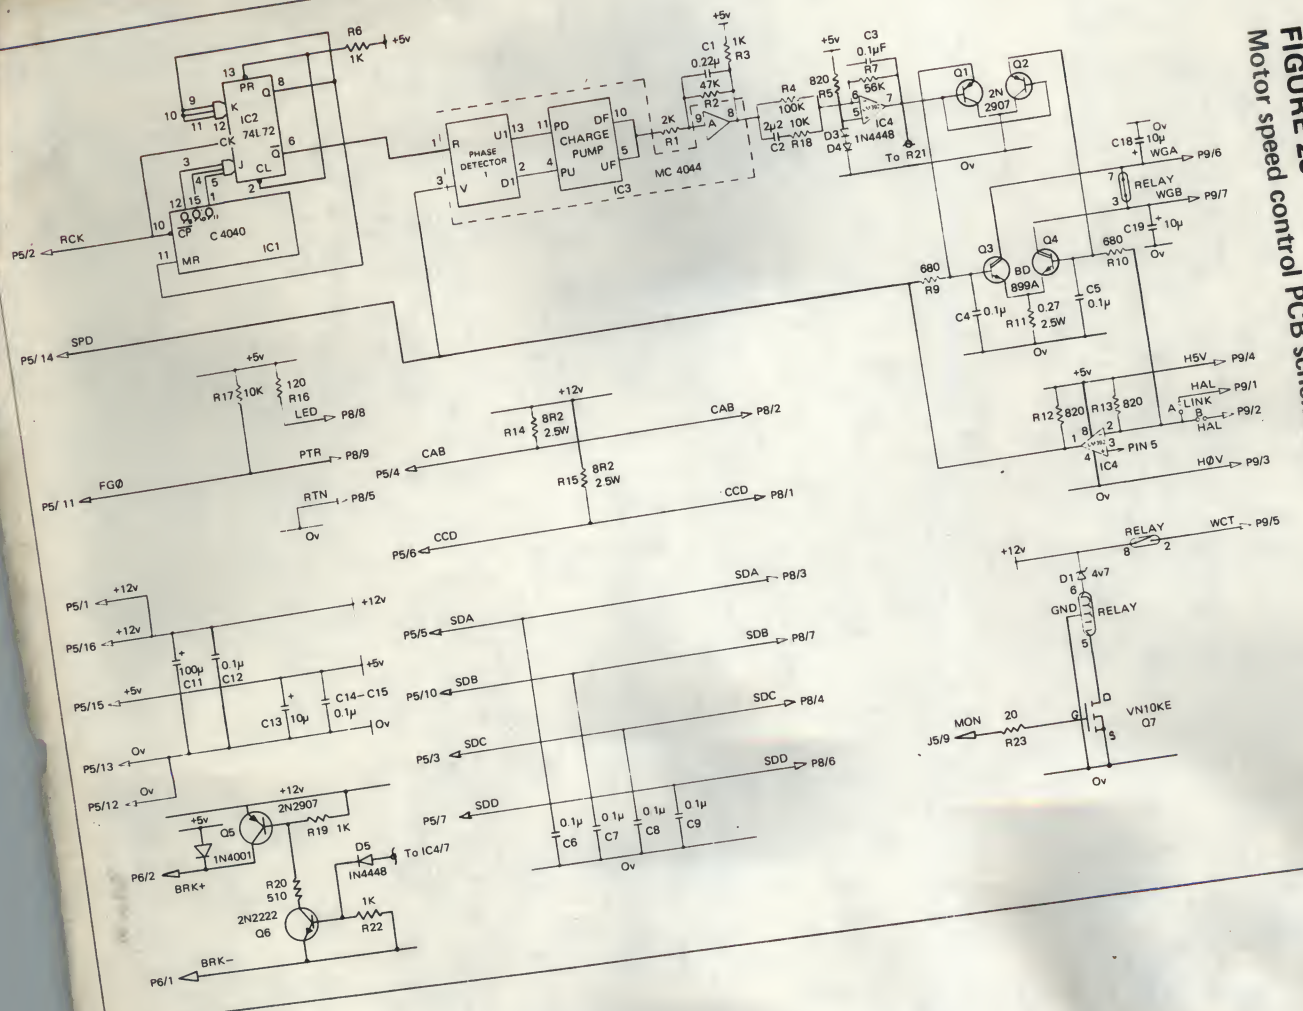 FIGURE 2
Motor speed control PCB schem
R6
1K
+5v
13
PR
8
Q
9
10
11
12
K
IC2
74L72
CK
3
J
CL
Q̅
6
4
5
2
12
15
1
10
CP
C 4040
IC1
11
MR
P5/2
RCK
1
R
U1
13
PHASE
DETECTOR
1
3
V
D1
2
11
PD
DF
10
CHARGE
PUMP
4
PU
UF
5
IC3
MC 4044
2K
R1
C1
0.22µ
47K
R2
+5v
1K
R3
9
A
8
R4
100K
2µ2
10K
C2
R18
+5v
820
R5
C3
0.1µF
R7
56K
6
5
7
IC4
D3
D4
1N4448
To R21
0v
Q1
Q2
2N
2907
0v
C18
10µ
+
WGA
P9/6
7
RELAY
3
WGB
P9/7
C19
+
10µ
0v
Q3
Q4
BD
899A
680
R9
680
R10
C4
0.1µ
R11
0.27
2.5W
C5
0.1µ
0v
P5/14
SPD
+5v
R17
10K
120
R16
LED
P8/8
PTR
P8/9
P5/11
FGØ
RTN
P8/5
0v
+12v
8R2
R14
2.5W
CAB
P8/2
P5/4
CAB
R15
8R2
2.5W
CCD
P8/1
P5/6
CCD
+5v
R12
820
R13
820
H5V
P9/4
HAL
P9/1
A
LINK
B
P9/2
HAL
1
8
2
3
4
PIN 5
IC4
HØV
P9/3
0v
+12v
RELAY
8
2
WCT
P9/5
D1
4v7
6
GND
RELAY
5
J5/9
MON
20
R23
G
D
S
VN10KE
Q7
0v
P5/1
+12v
P5/16
+12v
+12v
+
100µ
C11
0.1µ
C12
P5/15
+5v
+5v
+
C13
10µ
C14-C15
0.1µ
P5/13
0v
0v
P5/12
0v
P5/5
SDA
SDA
P8/3
P5/10
SDB
SDB
P8/7
P5/3
SDC
SDC
P8/4
P5/7
SDD
SDD
P8/6
0.1µ
C6
0.1µ
C7
0.1µ
C8
0.1µ
C9
0v
+12v
2N2907
+5v
Q5
R19
1K
1N4001
P6/2
BRK+
D5
IN4448
To IC4/7
R20
510
2N2222
Q6
1K
R22
P6/1
BRK-